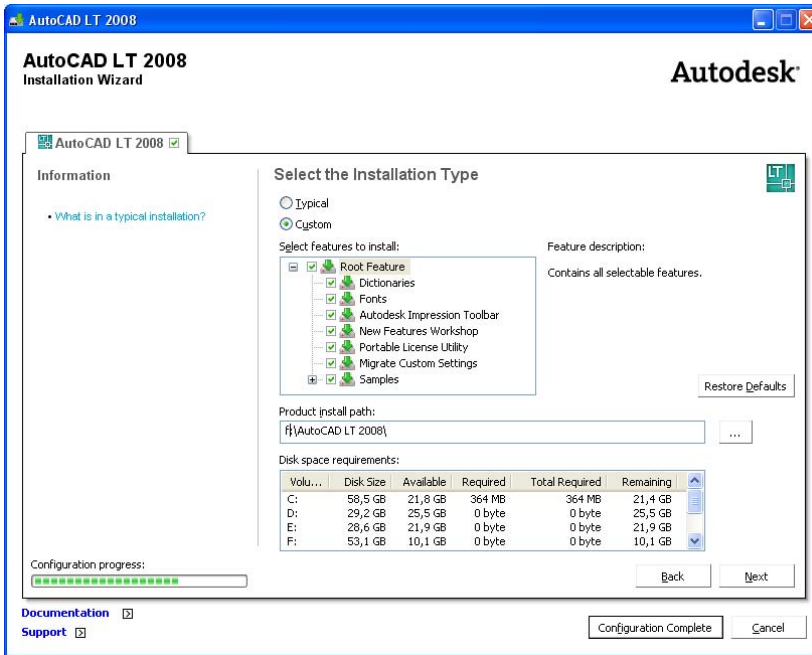 AutoCAD LT 2008
AutoCAD LT 2008
Installation Wizard
Autodesk
AutoCAD LT 2008
Information
What is in a typical installation?
Select the Installation Type
LT
Typical
Custom
Select features to install:
Root Feature
Dictionaries
Fonts
Autodesk Impression Toolbar
New Features Workshop
Portable License Utility
Migrate Custom Settings
Samples
Feature description:
Contains all selectable features.
Restore Defaults
Product install path:
f:\AutoCAD LT 2008\
...
Disk space requirements:
Volu... Disk Size Available Required Total Required Remaining
C: 58,5 GB 21,8 GB 364 MB 364 MB 21,4 GB
D: 29,2 GB 25,5 GB 0 byte 0 byte 25,5 GB
E: 28,6 GB 21,9 GB 0 byte 0 byte 21,9 GB
F: 53,1 GB 10,1 GB 0 byte 0 byte 10,1 GB
Configuration progress:
Back
Next
Documentation
Support
Configuration Complete
Cancel